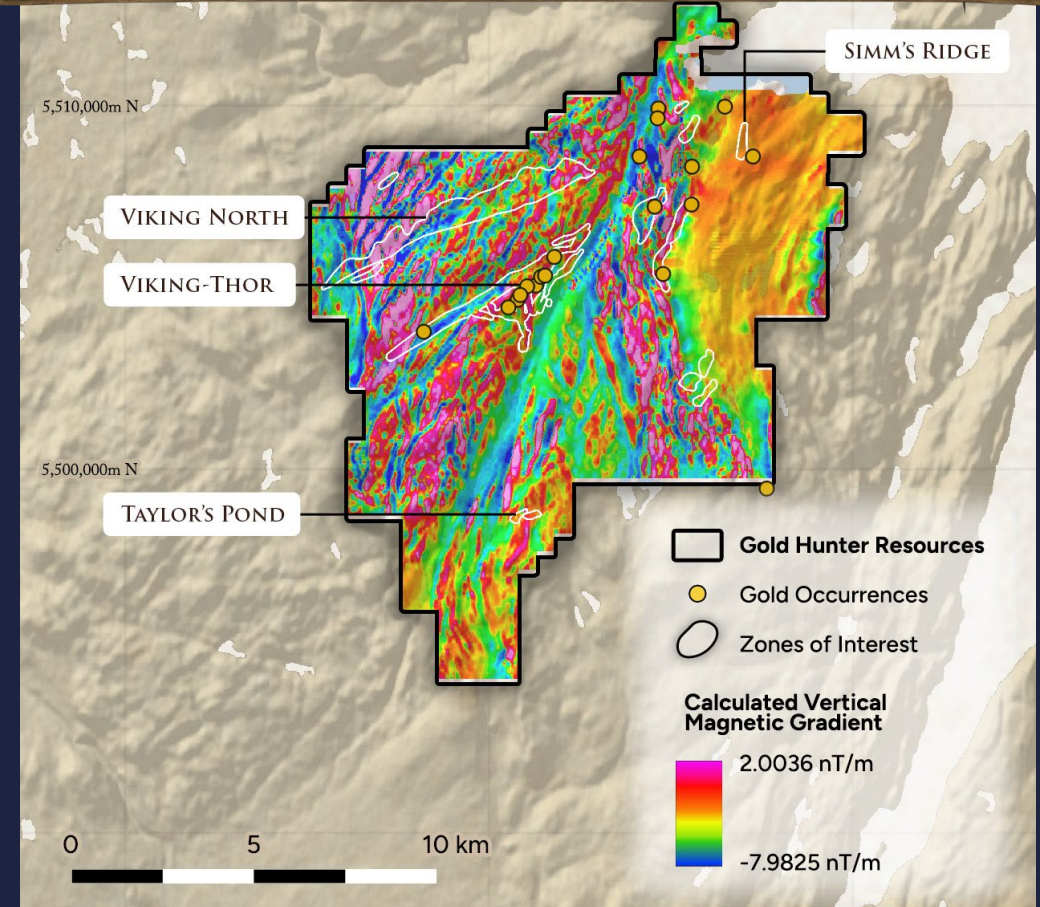 SIMM'S RIDGE
5,510,000m N
VIKING NORTH
VIKING-THOR
5,500,000m N
TAYLOR'S POND
Gold Hunter Resources
Gold Occurrences
Zones of Interest
Calculated Vertical
Magnetic Gradient
2.0036 nT/m
-7.9825 nT/m
0 5 10 km